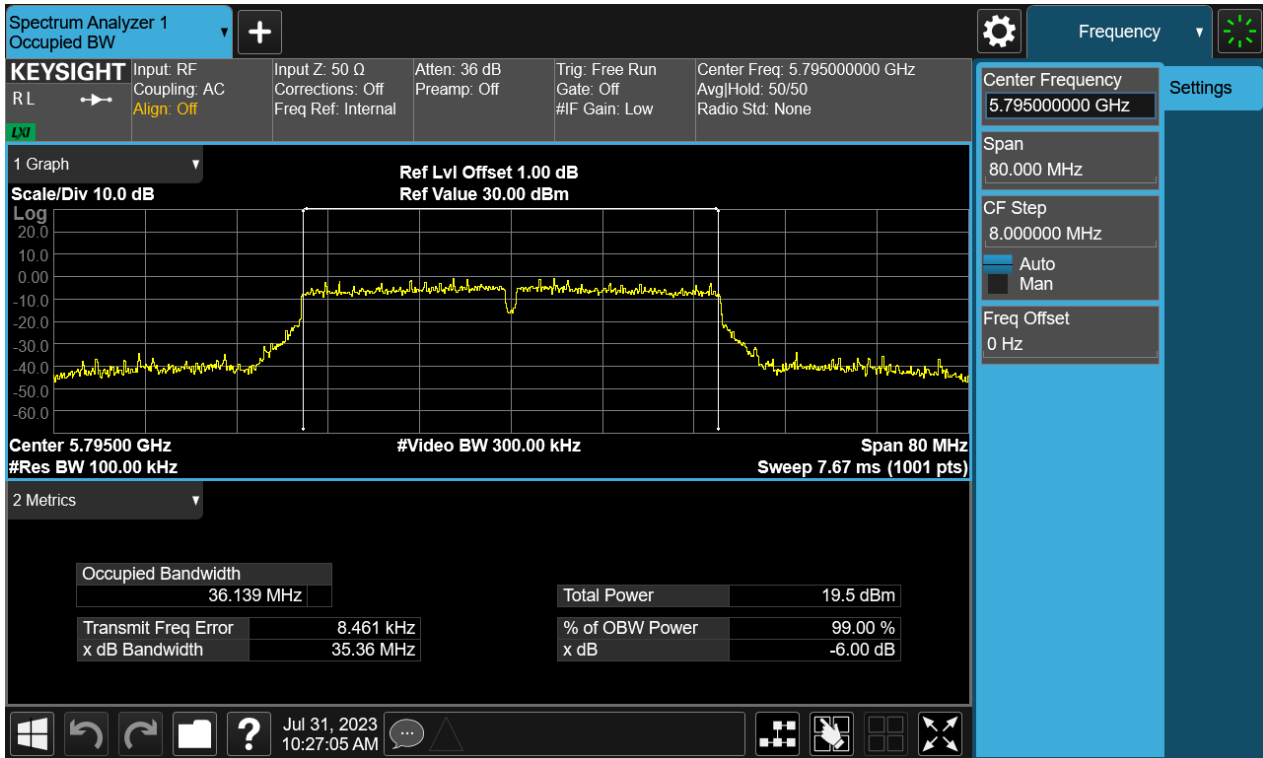 Spectrum Analyzer 1
Occupied BW
Frequency
KEYSIGHT
R L
LXI
Input: RF
Coupling: AC
Align: Off
Input Z: 50 Ω
Corrections: Off
Freq Ref: Internal
Atten: 36 dB
Preamp: Off
Trig: Free Run
Gate: Off
#IF Gain: Low
Center Freq: 5.795000000 GHz
Avg|Hold: 50/50
Radio Std: None
Center Frequency
5.795000000 GHz
Settings
Span
80.000 MHz
CF Step
8.000000 MHz
Auto
Man
Freq Offset
0 Hz
1 Graph
Ref Lvl Offset 1.00 dB
Scale/Div 10.0 dB
Ref Value 30.00 dBm
Log
20.0
10.0
0.00
-10.0
-20.0
-30.0
-40.0
-50.0
-60.0
Center 5.79500 GHz
#Video BW 300.00 kHz
Span 80 MHz
#Res BW 100.00 kHz
Sweep 7.67 ms (1001 pts)
2 Metrics
Occupied Bandwidth
36.139 MHz
Total Power 19.5 dBm
Transmit Freq Error 8.461 kHz
% of OBW Power 99.00 %
x dB Bandwidth 35.36 MHz
x dB -6.00 dB
?
Jul 31, 2023
10:27:05 AM